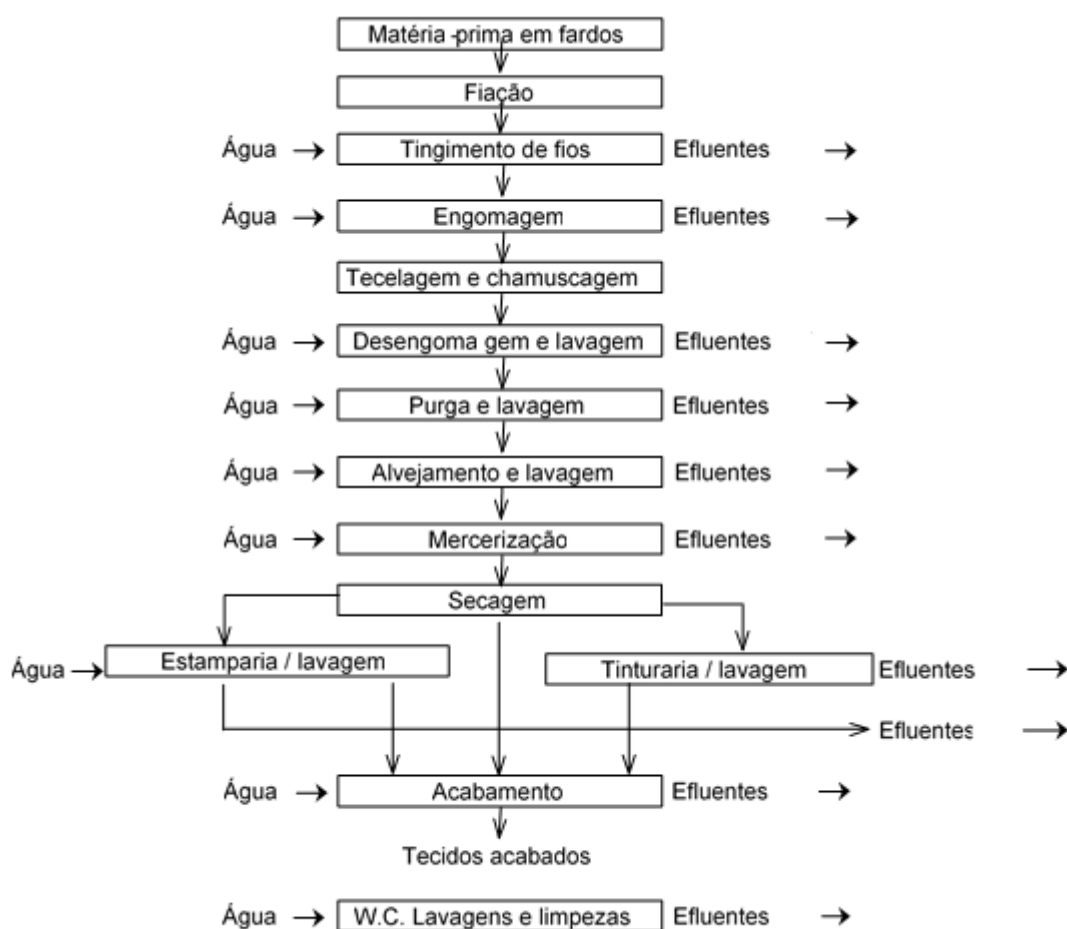 Matéria-prima em fardos
Fiação
Água Tingimento de fios Efluentes
Água Engomagem Efluentes
Tecelagem e chamuscagem
Água Desengoma gem e lavagem Efluentes
Água Purga e lavagem Efluentes
Água Alvejamento e lavagem Efluentes
Água Mercerização Efluentes
Secagem
Água Estamparia / lavagem Tinturaria / lavagem Efluentes
Efluentes
Água Acabamento Efluentes
Tecidos acabados
Água W.C. Lavagens e limpezas Efluentes